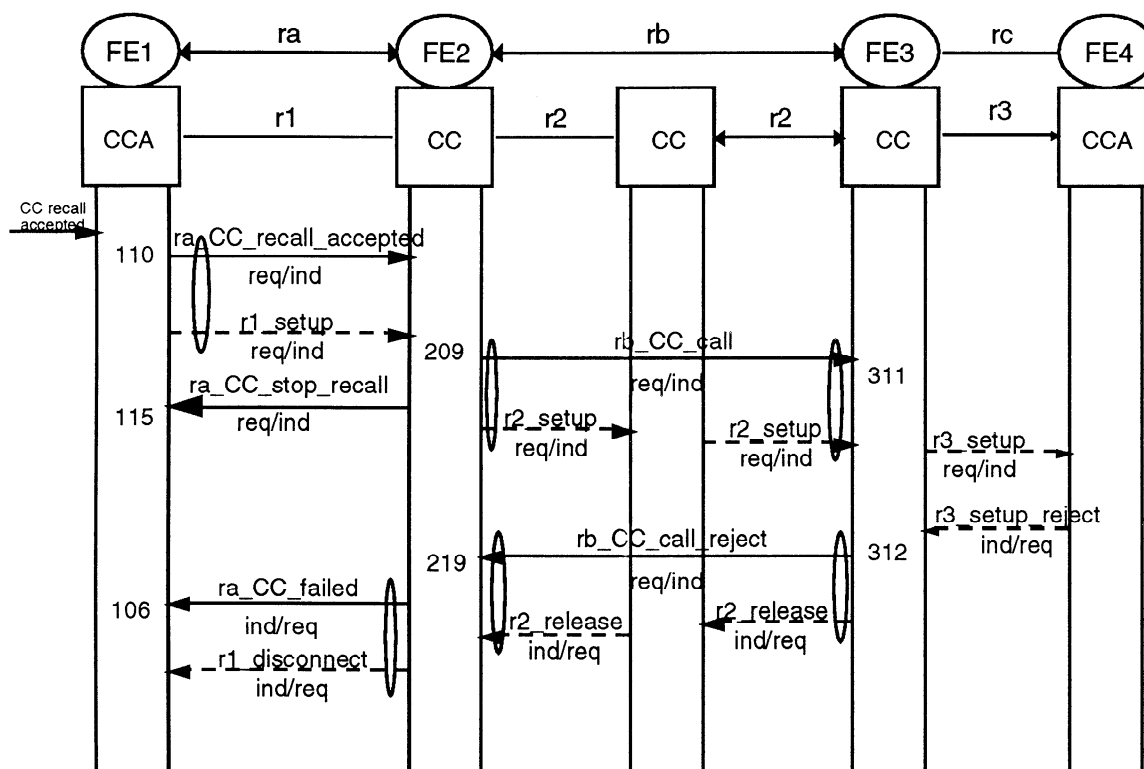 FE1 ra FE2 rb FE3 rc FE4
CCA r1 CC r2 CC r2 CC r3 CCA
CC recall
accepted
110 ra_CC_recall_accepted
req/ind
r1_setup
req/ind
209 rb_CC_call
req/ind
311
ra_CC_stop_recall
115 req/ind
r2_setup
req/ind
r2_setup
req/ind
r3_setup
req/ind
r3_setup_reject
ind/req
rb_CC_call_reject
219 req/ind 312
ra_CC_failed
106 ind/req
r2_release
ind/req
r2_release
ind/req
r1_disconnect
ind/req